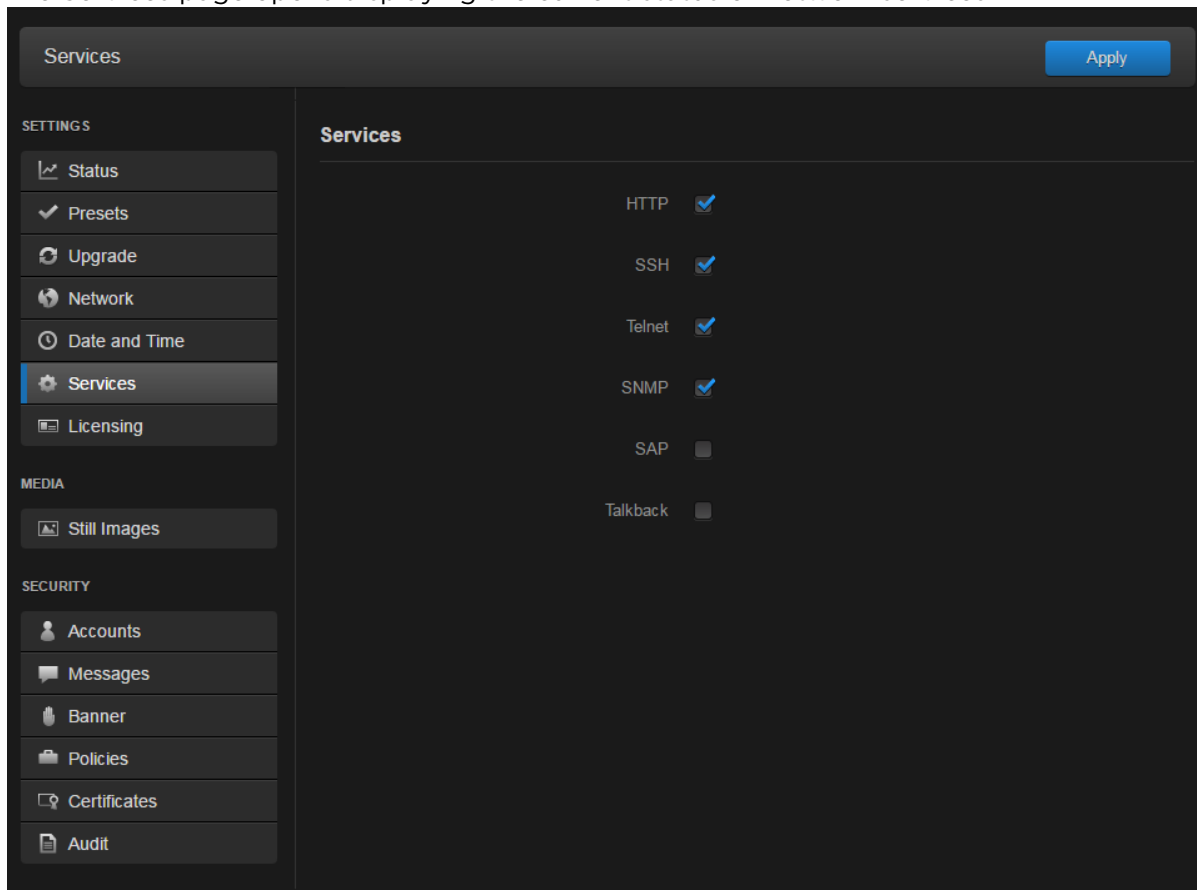 Services
Apply
SETTINGS
Status
Presets
Upgrade
Network
Date and Time
Services
Licensing
MEDIA
Still Images
SECURITY
Accounts
Messages
Banner
Policies
Certificates
Audit
Services
HTTP
SSH
Telnet
SNMP
SAP
Talkback